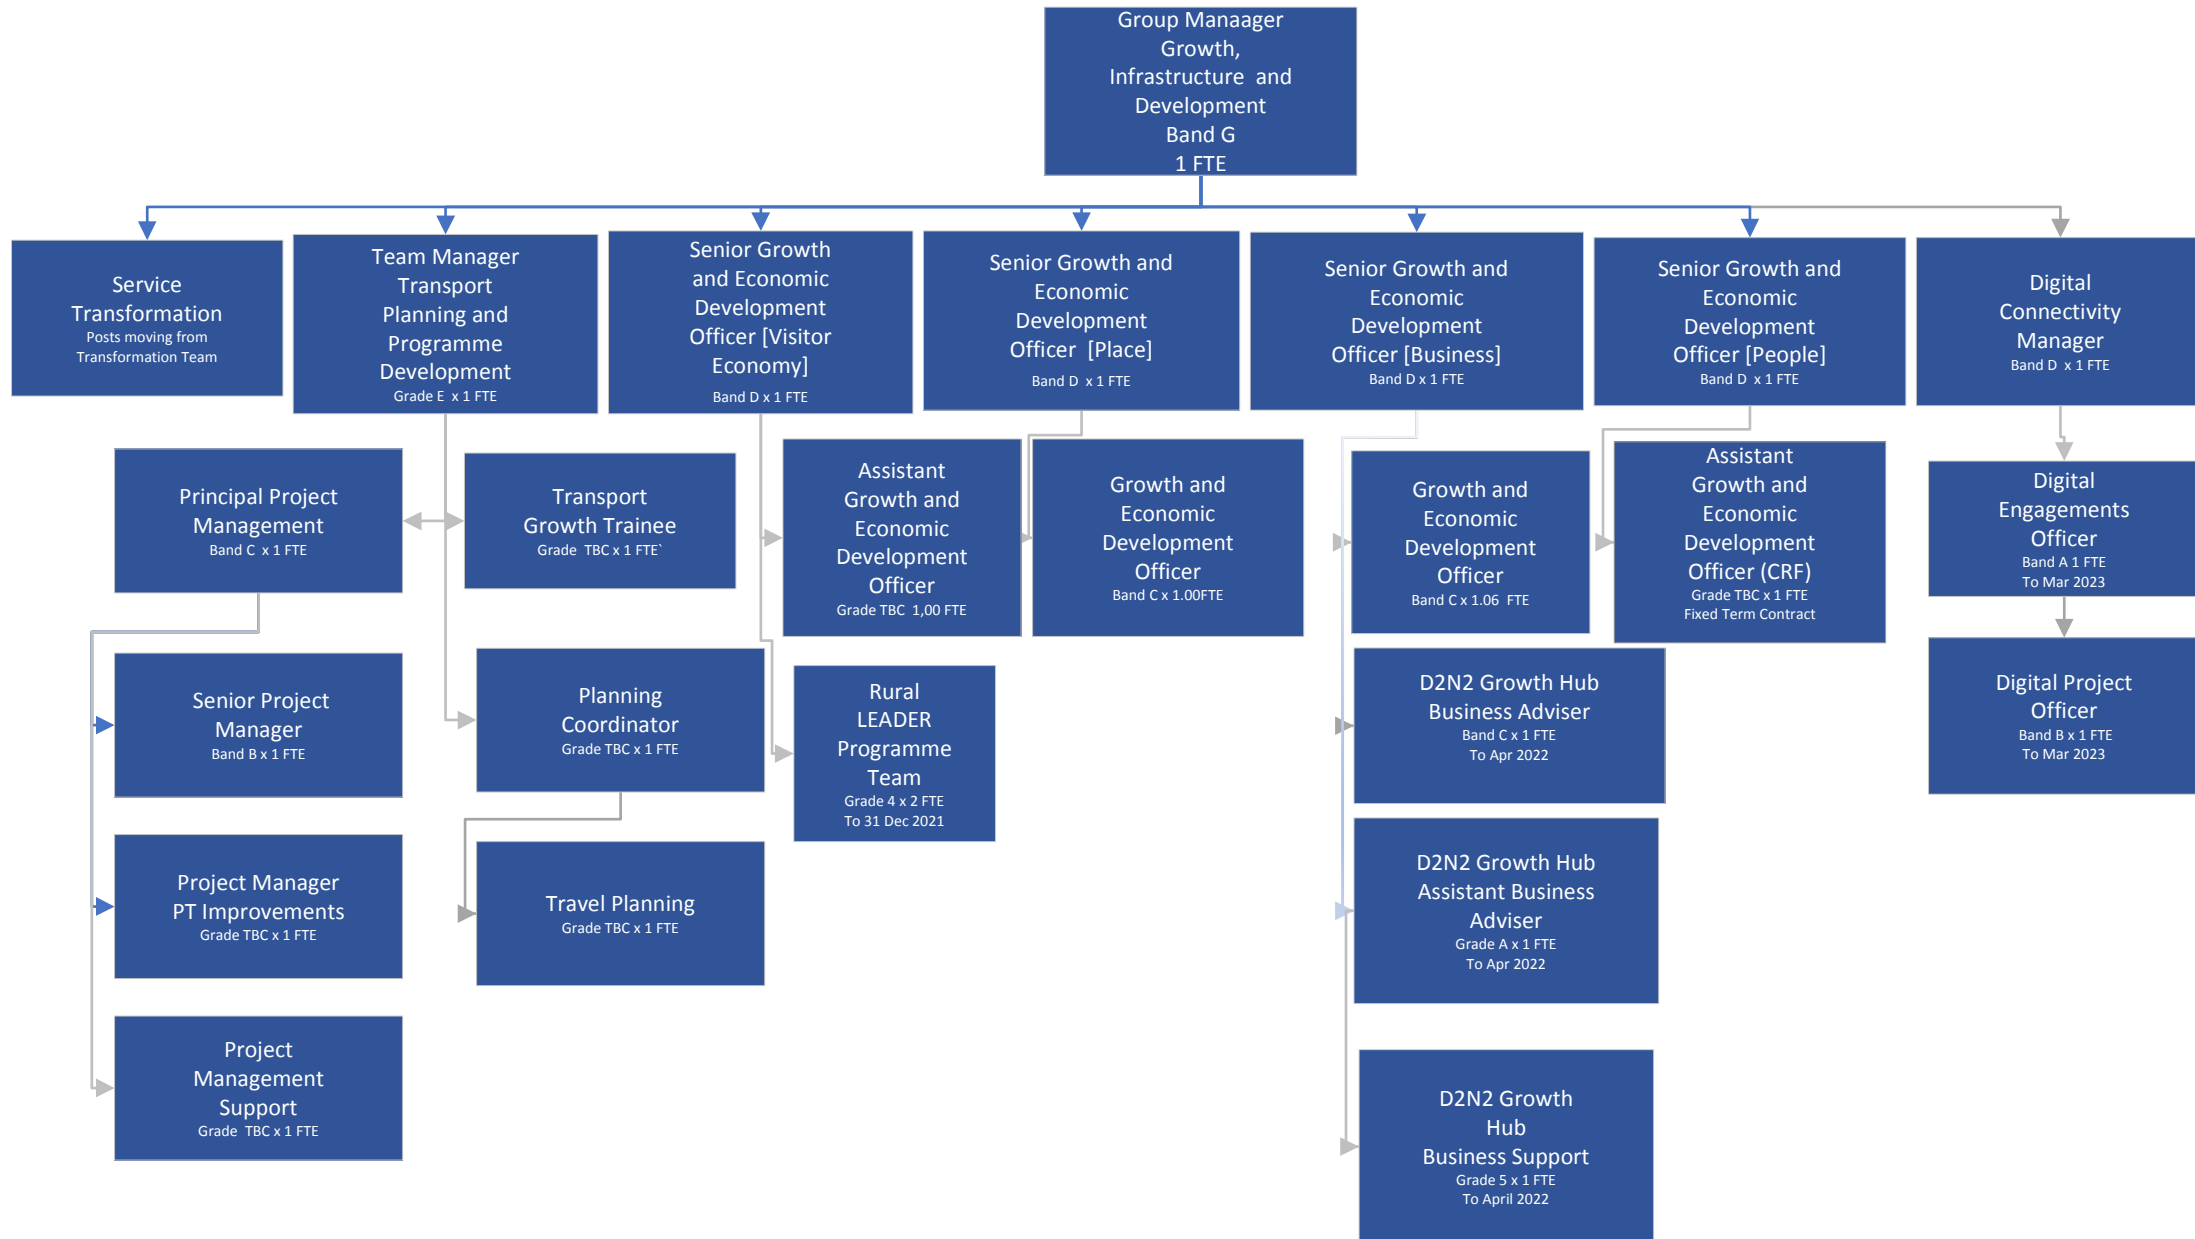 Group Manaager
Growth,
Infrastructure and
Development
Band G
1 FTE
Service
Transformation
Posts moving from
Transformation Team
Team Manager
Transport
Planning and
Programme
Development
Grade E x 1 FTE
Senior Growth
and Economic
Development
Officer [Visitor
Economy]
Band D x 1 FTE
Senior Growth and
Economic
Development
Officer [Place]
Band D x 1 FTE
Senior Growth and
Economic
Development
Officer [Business]
Band D x 1 FTE
Senior Growth and
Economic
Development
Officer [People]
Band D x 1 FTE
Digital
Connectivity
Manager
Band D x 1 FTE
Principal Project
Management
Band C x 1 FTE
Transport
Growth Trainee
Grade TBC x 1 FTE`
Assistant
Growth and
Economic
Development
Officer
Grade TBC 1,00 FTE
Growth and
Economic
Development
Officer
Band C x 1.00FTE
Growth and
Economic
Development
Officer
Band C x 1.06 FTE
Assistant
Growth and
Economic
Development
Officer (CRF)
Grade TBC x 1 FTE
Fixed Term Contract
Digital
Engagements
Officer
Band A 1 FTE
To Mar 2023
Senior Project
Manager
Band B x 1 FTE
Planning
Coordinator
Grade TBC x 1 FTE
Rural
LEADER
Programme
Team
Grade 4 x 2 FTE
To 31 Dec 2021
D2N2 Growth Hub
Business Adviser
Band C x 1 FTE
To Apr 2022
Digital Project
Officer
Band B x 1 FTE
To Mar 2023
Project Manager
PT Improvements
Grade TBC x 1 FTE
Travel Planning
Grade TBC x 1 FTE
D2N2 Growth Hub
Assistant Business
Adviser
Grade A x 1 FTE
To Apr 2022
Project
Management
Support
Grade TBC x 1 FTE
D2N2 Growth
Hub
Business Support
Grade 5 x 1 FTE
To April 2022